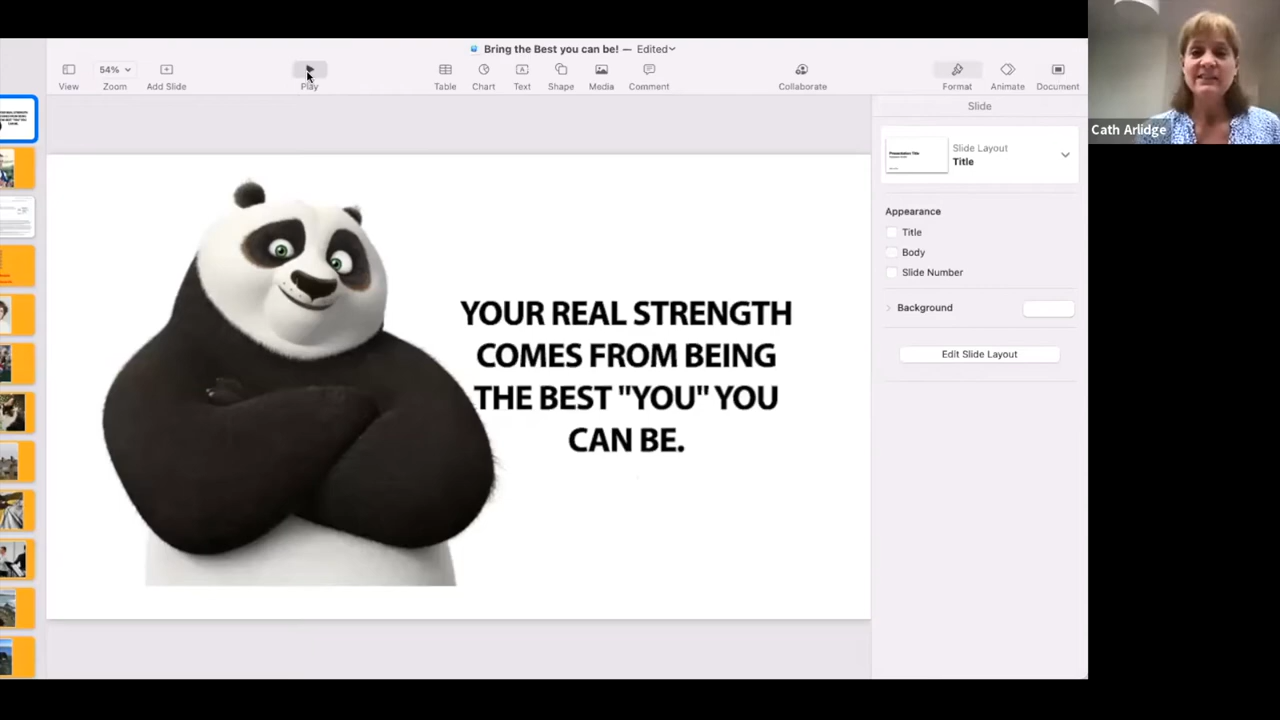 Bring the Best you can be! — Edited
54%
View
Zoom
Add Slide
Play
Table
Chart
Text
Shape
Media
Comment
Collaborate
Format
Animate
Document
Slide
Slide Layout
Title
Appearance
Title
Body
Slide Number
Background
Edit Slide Layout
YOUR REAL STRENGTH
COMES FROM BEING
THE BEST "YOU" YOU
CAN BE.
Cath Arlidge